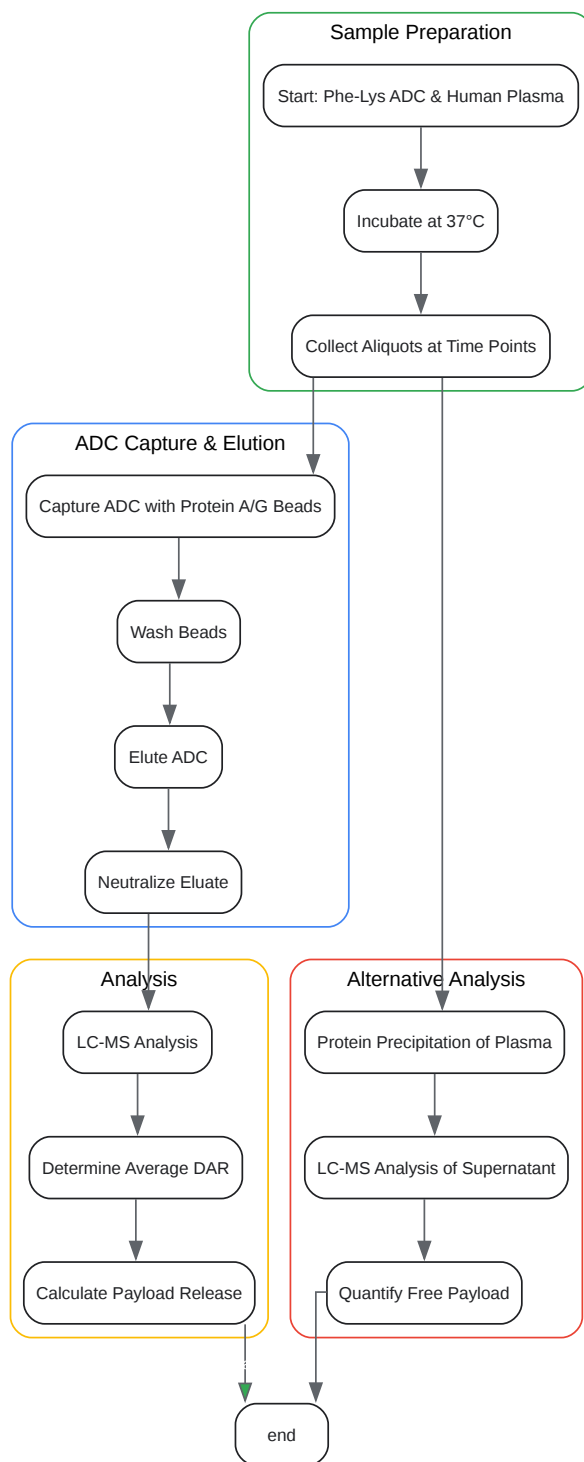 Sample Preparation
Start: Phe-Lys ADC & Human Plasma
Incubate at 37°C
Collect Aliquots at Time Points
ADC Capture & Elution
Capture ADC with Protein A/G Beads
Wash Beads
Elute ADC
Neutralize Eluate
Analysis
LC-MS Analysis
Determine Average DAR
Calculate Payload Release
Alternative Analysis
Protein Precipitation of Plasma
LC-MS Analysis of Supernatant
Quantify Free Payload
end